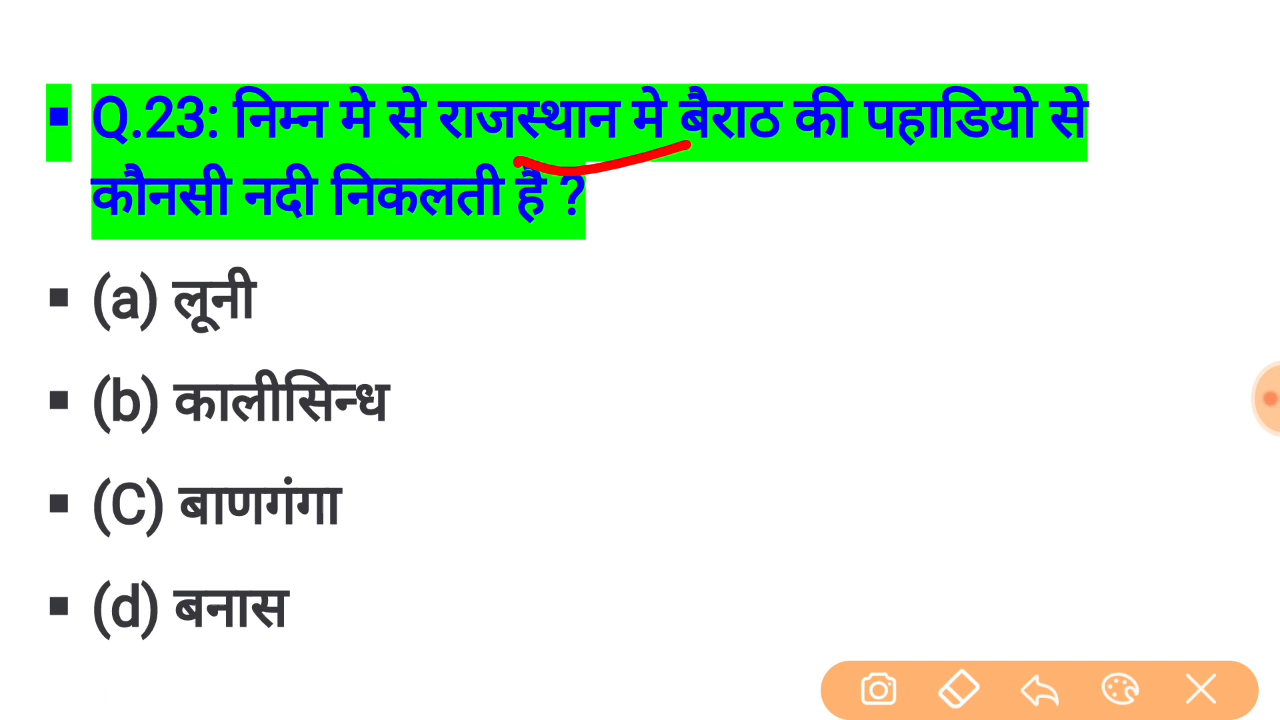 ▪ Q.23: निम्न मे से राजस्थान मे बैराठ की पहाडियो से
कौनसी नदी निकलती है ?
▪ (a) लूनी
▪ (b) कालीसिन्ध
▪ (C) बाणगंगा
▪ (d) बनास